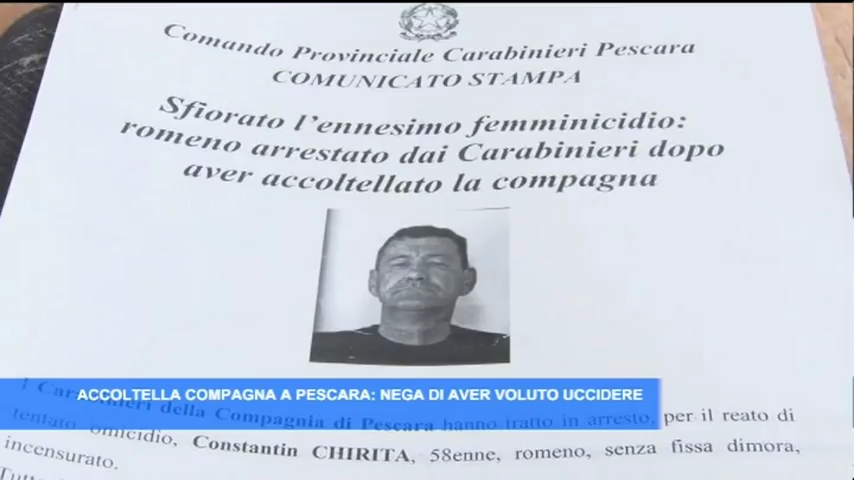 Comando Provinciale Carabinieri Pescara
COMUNICATO STAMPA
Sfiorato l'ennesimo femminicidio:
romeno arrestato dai Carabinieri dopo
aver accoltellato la compagna
ACCOLTELLA COMPAGNA A PESCARA: NEGA DI AVER VOLUTO UCCIDERE
I Carabinieri della Compagnia di Pescara hanno tratto in arresto, per il reato di
tentato omicidio, Constantin CHIRITA, 58enne, romeno, senza fissa dimora,
incensurato.